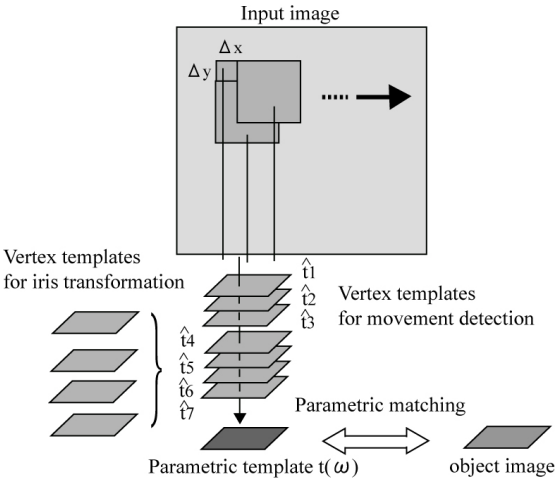 Input image
Δx
Δy
Vertex templates
for iris transformation
t̂1
t̂2
t̂3
Vertex templates
for movement detection
t̂4
t̂5
t̂6
t̂7
Parametric matching
Parametric template t(ω)
object image